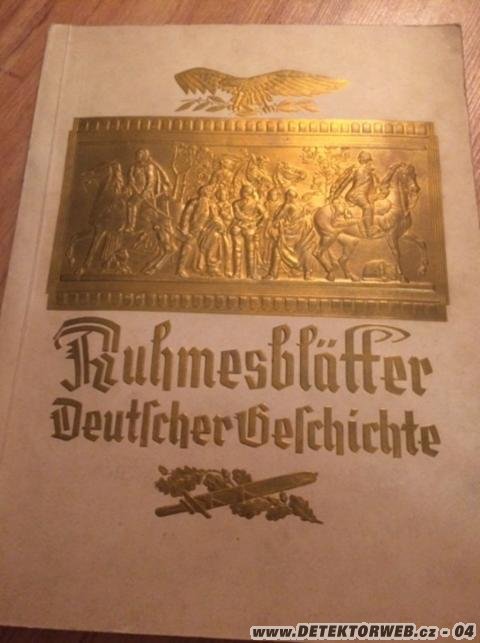 Ruhmesblätter
Deutscher Geschichte
www.DETEKTORWEB.cz - 04